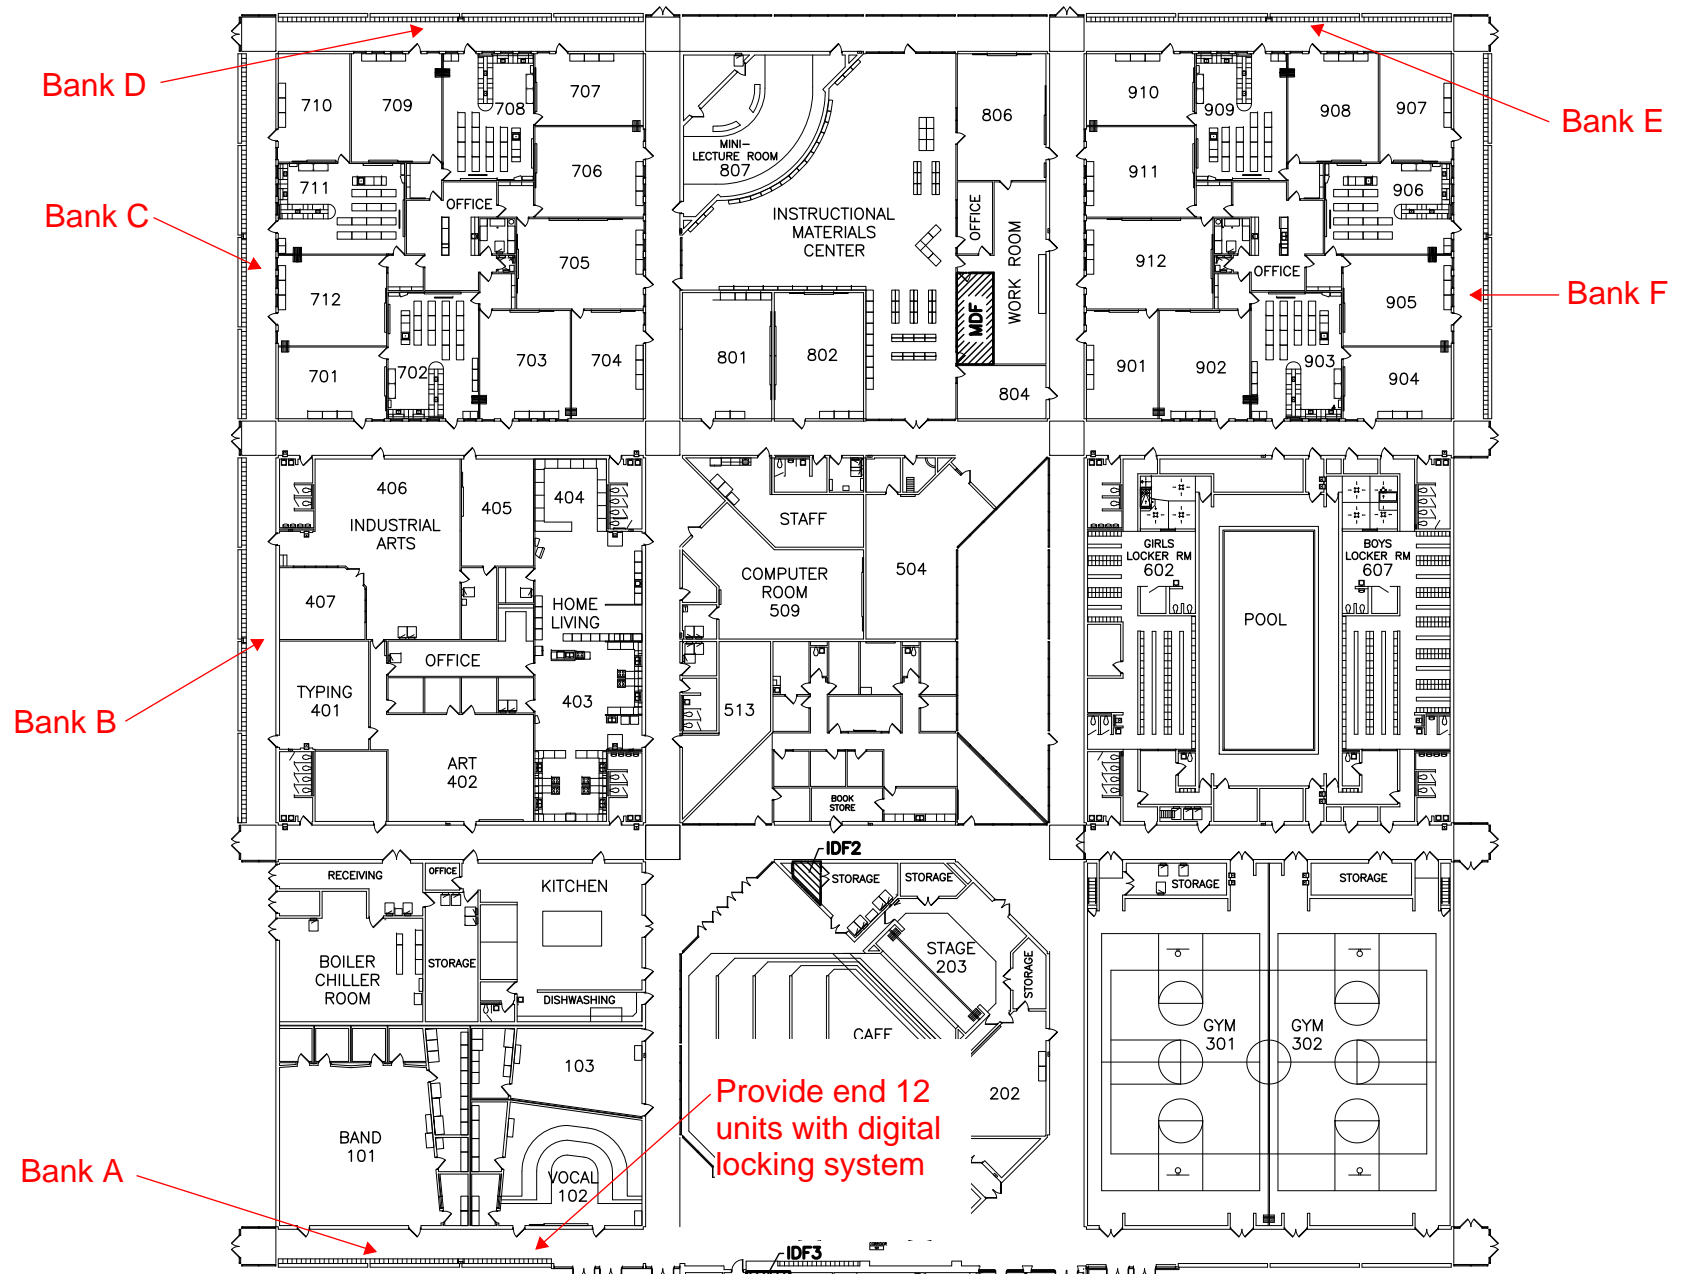 Bank D
Bank E
Bank C
Bank F
Bank B
Bank A
Provide end 12
units with digital
locking system
710
709
708
707
706
711
OFFICE
705
712
701
702
703
704
MINI-
LECTURE ROOM
807
806
INSTRUCTIONAL
MATERIALS
CENTER
OFFICE
WORK ROOM
MDF
801
802
804
910
909
908
907
911
906
912
OFFICE
905
901
902
903
904
406
INDUSTRIAL
ARTS
405
404
407
HOME
LIVING
OFFICE
TYPING
401
403
ART
402
STAFF
COMPUTER
ROOM
509
504
513
BOOK
STORE
GIRLS
LOCKER RM
602
BOYS
LOCKER RM
607
POOL
RECEIVING
OFFICE
KITCHEN
BOILER
CHILLER
ROOM
STORAGE
DISHWASHING
103
BAND
101
VOCAL
102
IDF2
STORAGE
STORAGE
STAGE
203
STORAGE
202
IDF3
STORAGE
STORAGE
GYM
301
GYM
302